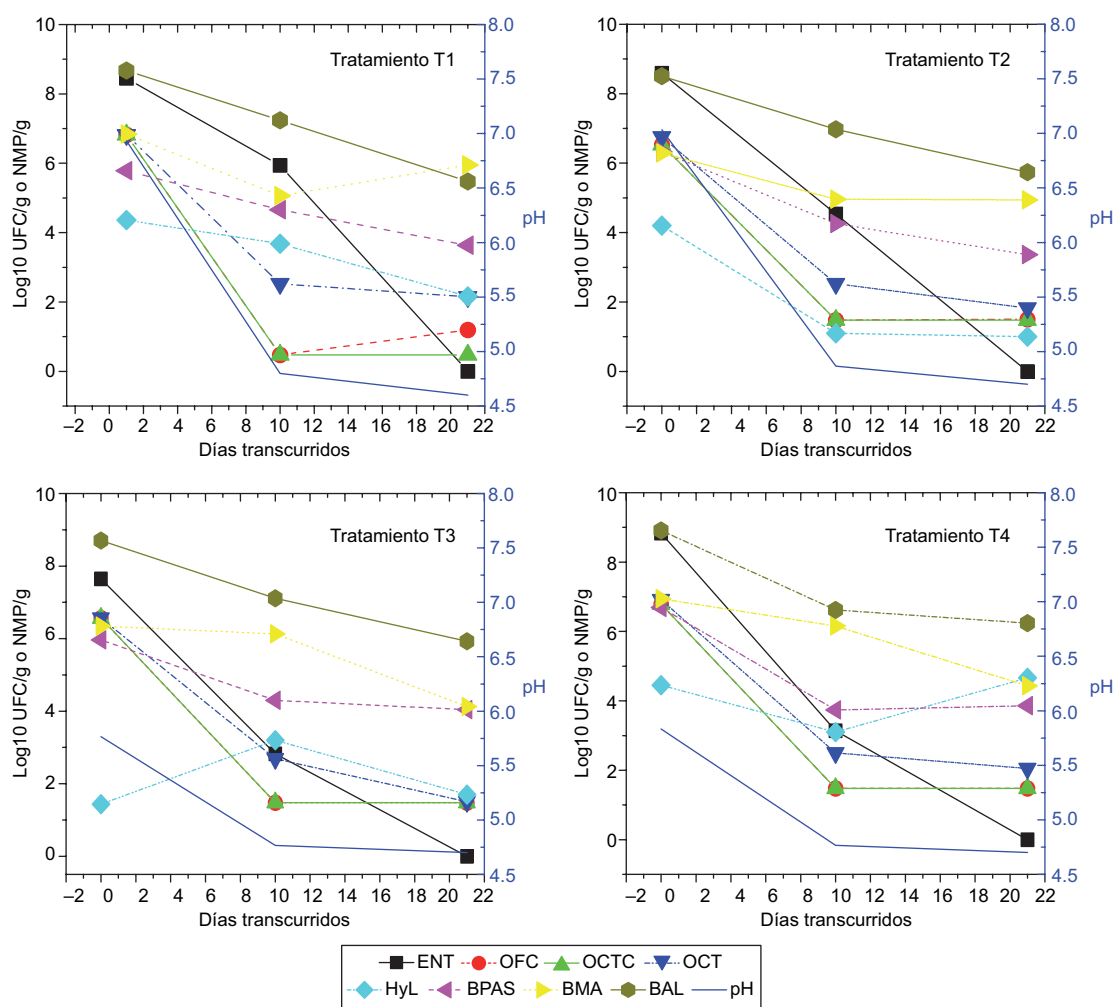 Tratamiento T1
Log10 UFC/g o NMP/g
10
8
6
4
2
0
8.0
7.5
7.0
6.5
6.0
5.5
5.0
4.5
pH
–2 0 2 4 6 8 10 12 14 16 18 20 22
Días transcurridos
Tratamiento T2
Log10 UFC/g o NMP/g
10
8
6
4
2
0
8.0
7.5
7.0
6.5
6.0
5.5
5.0
4.5
pH
–2 0 2 4 6 8 10 12 14 16 18 20 22
Días transcurridos
Tratamiento T3
Log10 UFC/g o NMP/g
10
8
6
4
2
0
8.0
7.5
7.0
6.5
6.0
5.5
5.0
4.5
pH
–2 0 2 4 6 8 10 12 14 16 18 20 22
Días transcurridos
Tratamiento T4
Log10 UFC/g o NMP/g
10
8
6
4
2
0
8.0
7.5
7.0
6.5
6.0
5.5
5.0
4.5
pH
–2 0 2 4 6 8 10 12 14 16 18 20 22
Días transcurridos
ENT OFC OCTC OCT
HyL BPAS BMA BAL pH